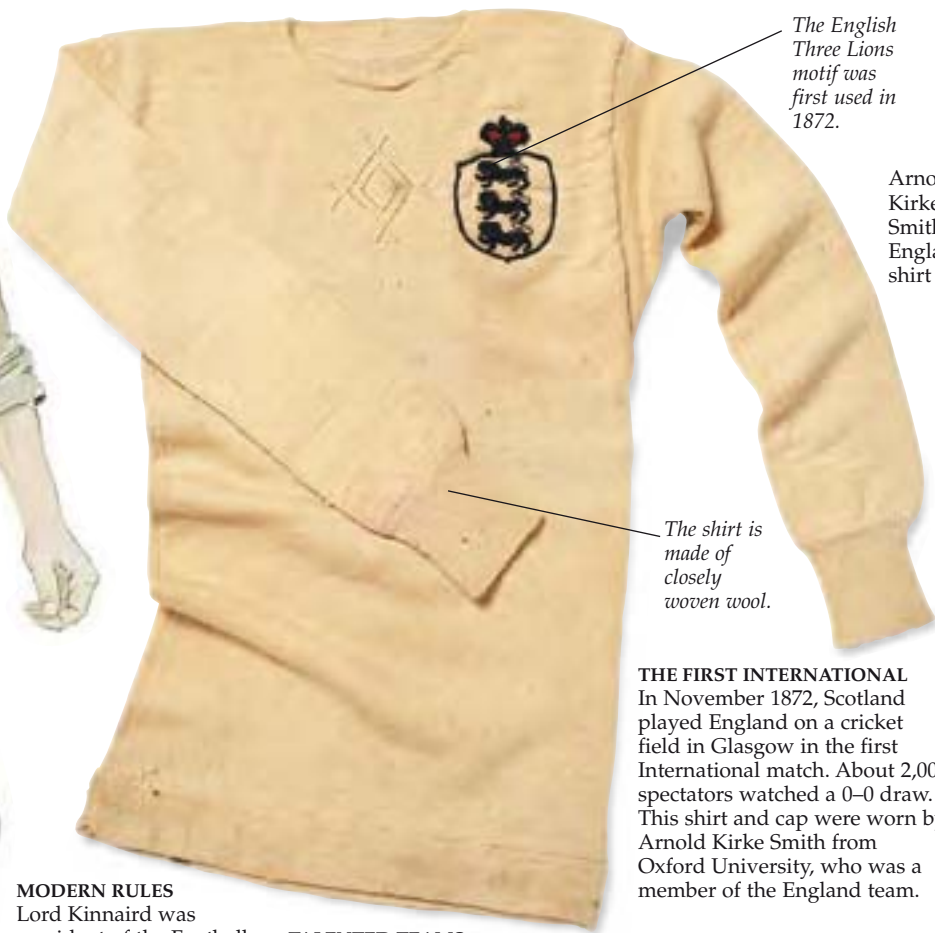 The English
Three Lions
motif was
first used in
1872.
Kirke
shirt
The shirt is
made of
closely
woven wool.
THE FIRST INTERNATIONAL
In November 1872, Scotland
played England on a cricket
field in Glasgow in the first
International match. About 2,00
spectators watched a 0–0 draw.
This shirt and cap were worn
Arnold Kirke Smith from
Oxford University, who was a
member of the England team.
MODERN RULES
Lord Kinnaird was